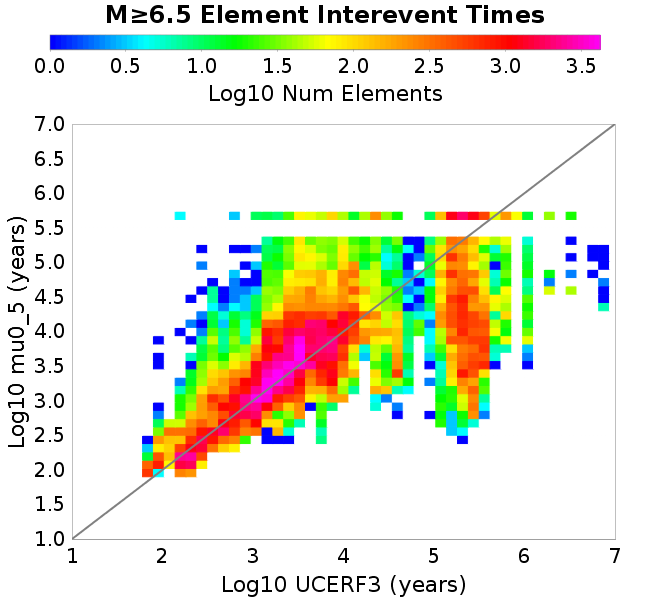 M≥6.5 Element Interevent Times
0.0 0.5 1.0 1.5 2.0 2.5 3.0 3.5
Log10 Num Elements
7.0
6.5
6.0
5.5
5.0
4.5
4.0
3.5
3.0
2.5
2.0
1.5
1.0
Log10 mu0_5 (years)
1 2 3 4 5 6 7
Log10 UCERF3 (years)